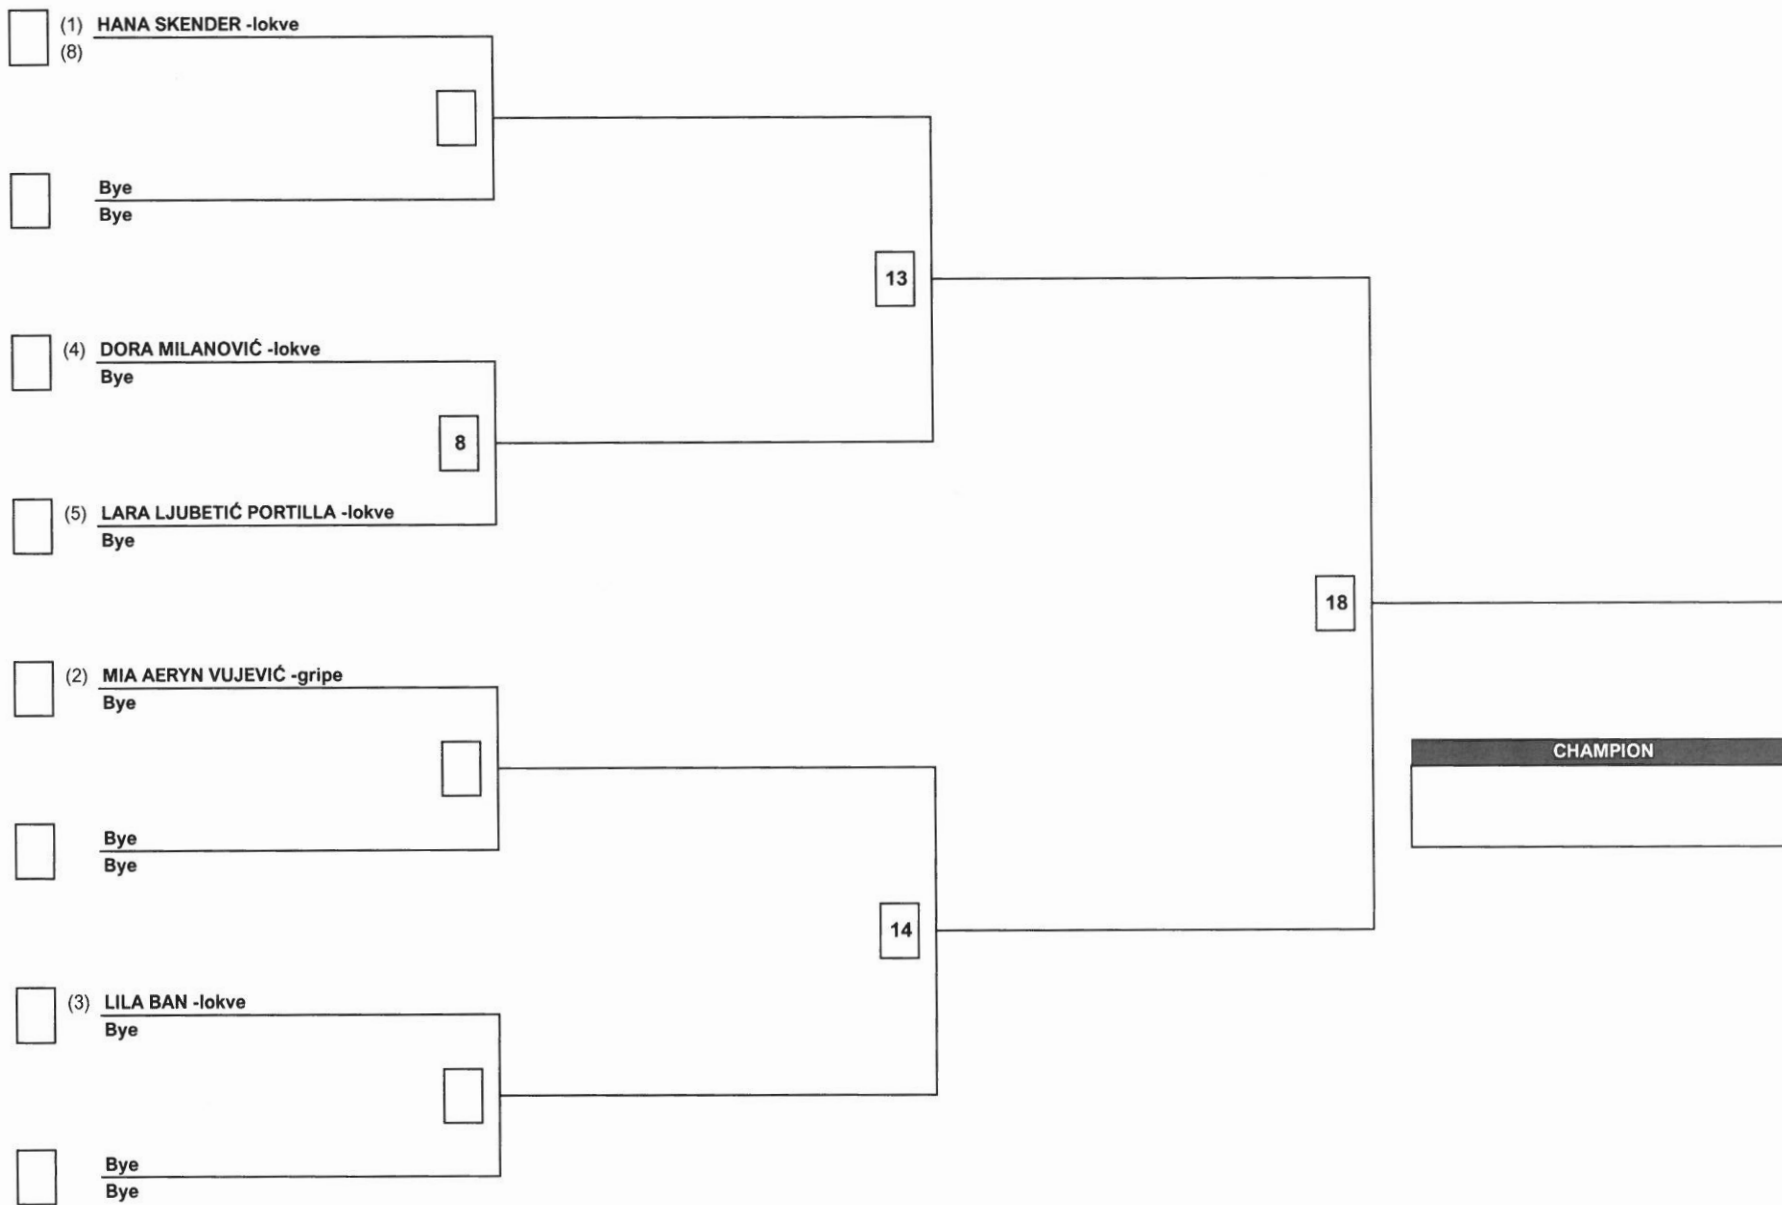 (1) HANA SKENDER -lokve
(8)
Bye
Bye
13
(4) DORA MILANOVIĆ -lokve
Bye
8
(5) LARA LJUBETIĆ PORTILLA -lokve
Bye
18
(2) MIA AERYN VUJEVIĆ -gripe
Bye
CHAMPION
Bye
Bye
14
(3) LILA BAN -lokve
Bye
Bye
Bye